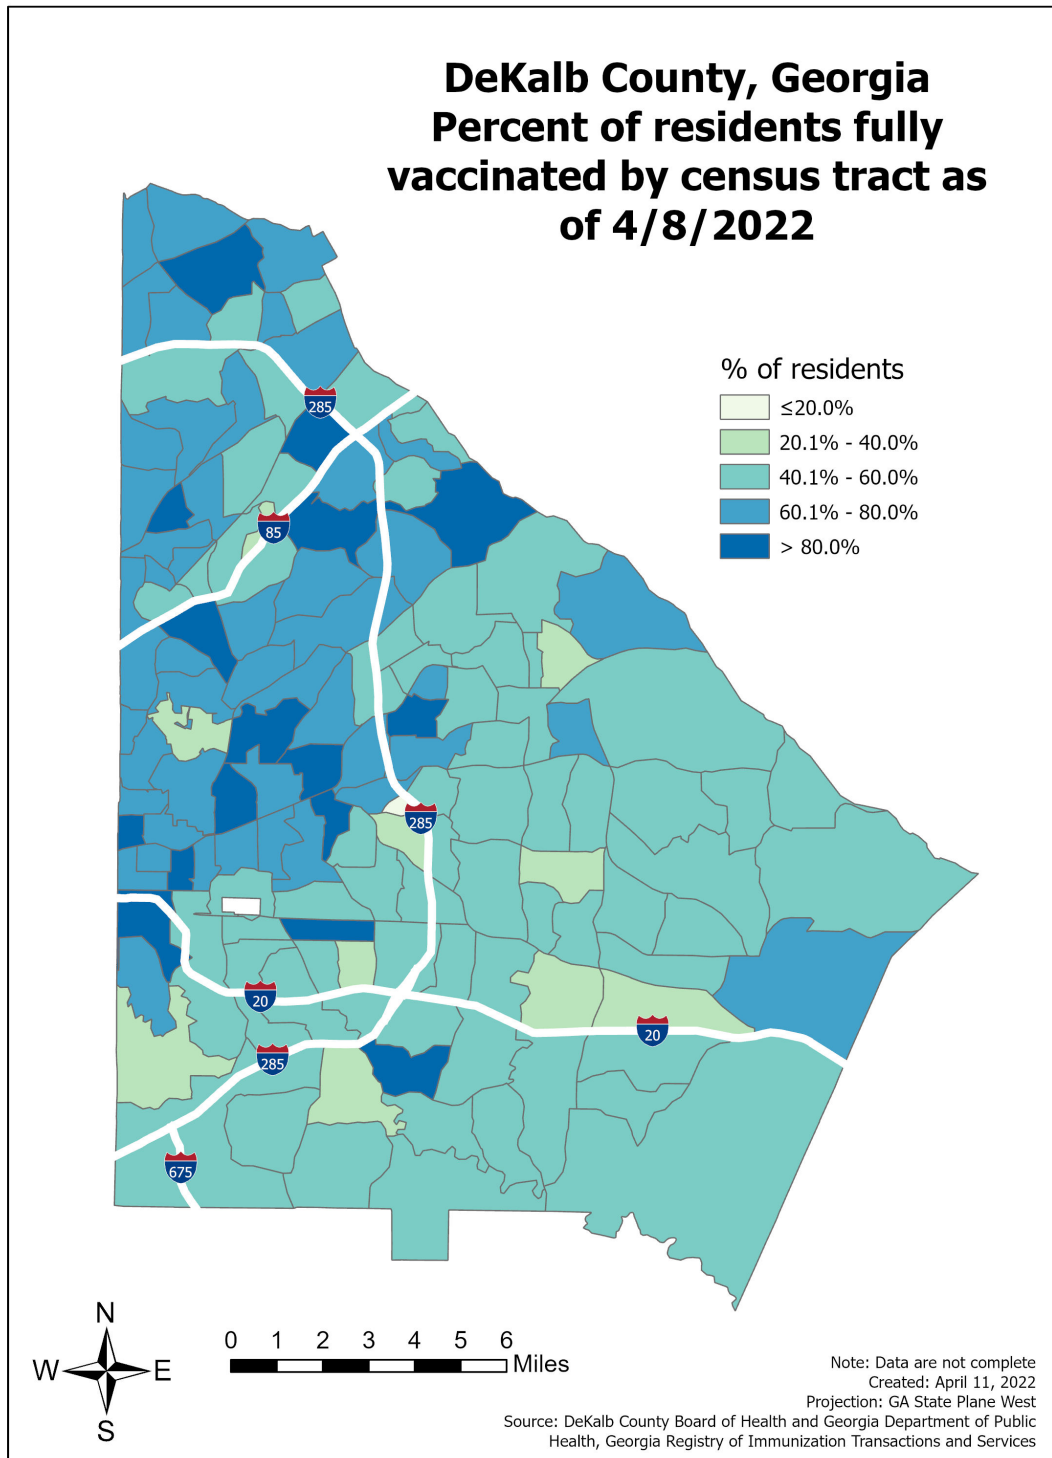 DeKalb County, Georgia
Percent of residents fully
vaccinated by census tract as
of 4/8/2022
% of residents
≤20.0%
20.1% - 40.0%
40.1% - 60.0%
60.1% - 80.0%
> 80.0%
285
85
285
20
20
285
675
N
W E
S
0 1 2 3 4 5 6
Miles
Note: Data are not complete
Created: April 11, 2022
Projection: GA State Plane West
Source: DeKalb County Board of Health and Georgia Department of Public
Health, Georgia Registry of Immunization Transactions and Services